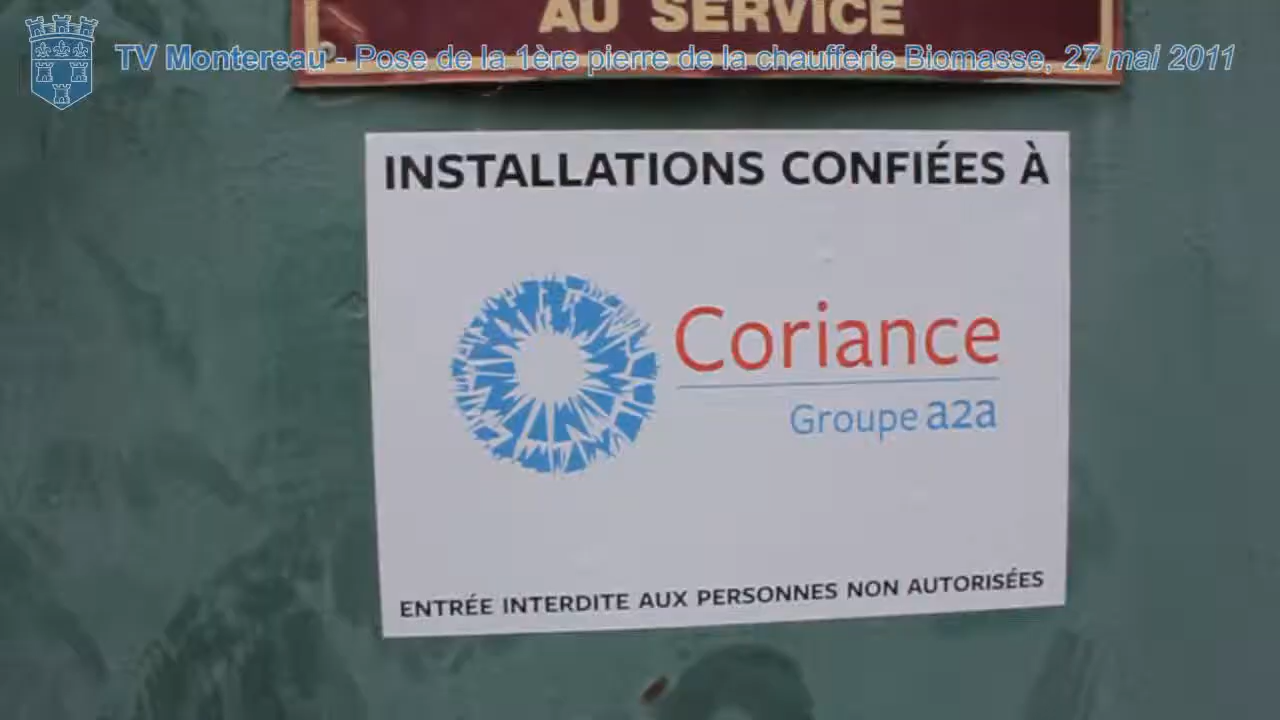 AU SERVICE
TV Montereau - Pose de la 1ère pierre de la chaufferie Biomasse, 27 mai 2011
INSTALLATIONS CONFIÉES À
Coriance
Groupe a2a
ENTRÉE INTERDITE AUX PERSONNES NON AUTORISÉES